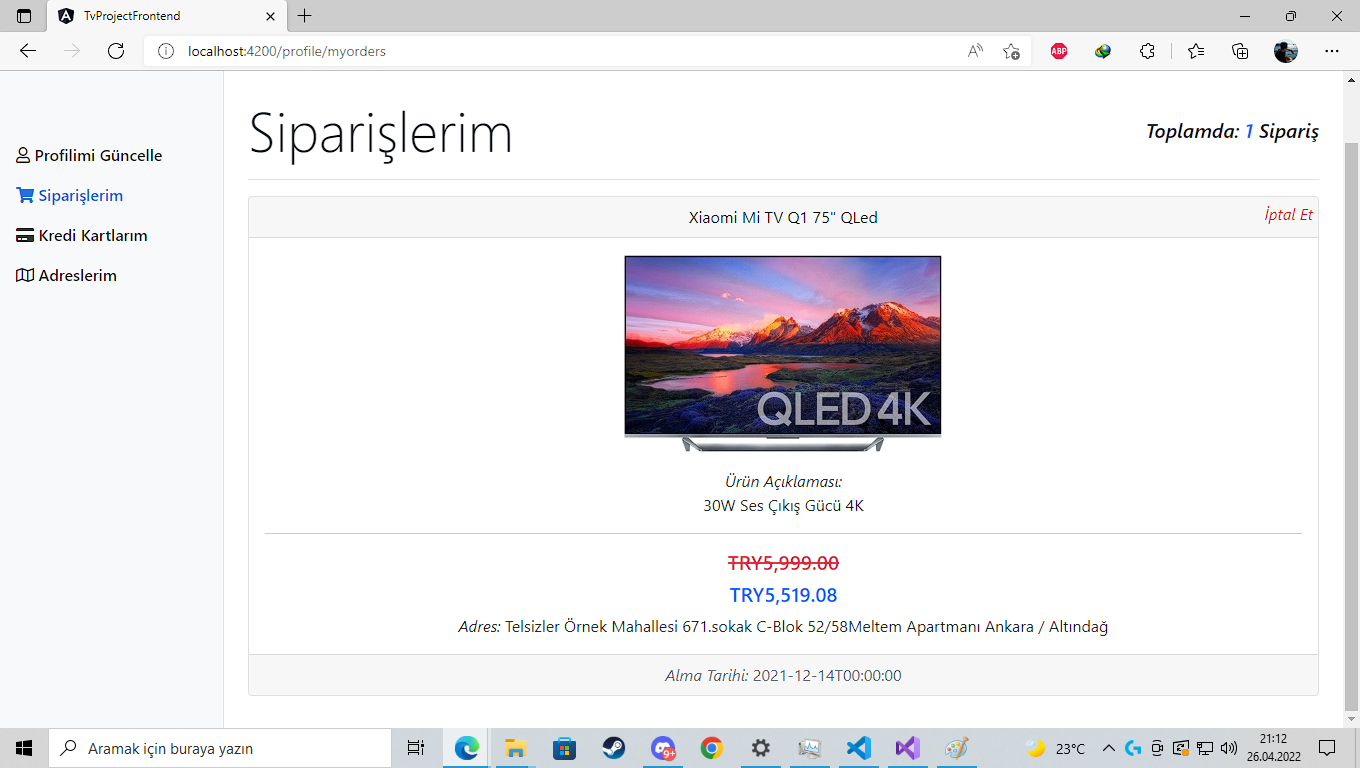 TvProjectFrontend
localhost:4200/profile/myorders
ABP
Profilimi Güncelle
Siparişlerim
Kredi Kartlarım
Adreslerim
Siparişlerim
Toplamda: 1 Sipariş
Xiaomi Mi TV Q1 75" QLed
İptal Et
QLED 4K
Ürün Açıklaması:
30W Ses Çıkış Gücü 4K
TRY5,999.00
TRY5,519.08
Adres: Telsizler Örnek Mahallesi 671.sokak C-Blok 52/58Meltem Apartmanı Ankara / Altındağ
Alma Tarihi: 2021-12-14T00:00:00
Aramak için buraya yazın
9+
23°C
21:12
26.04.2022